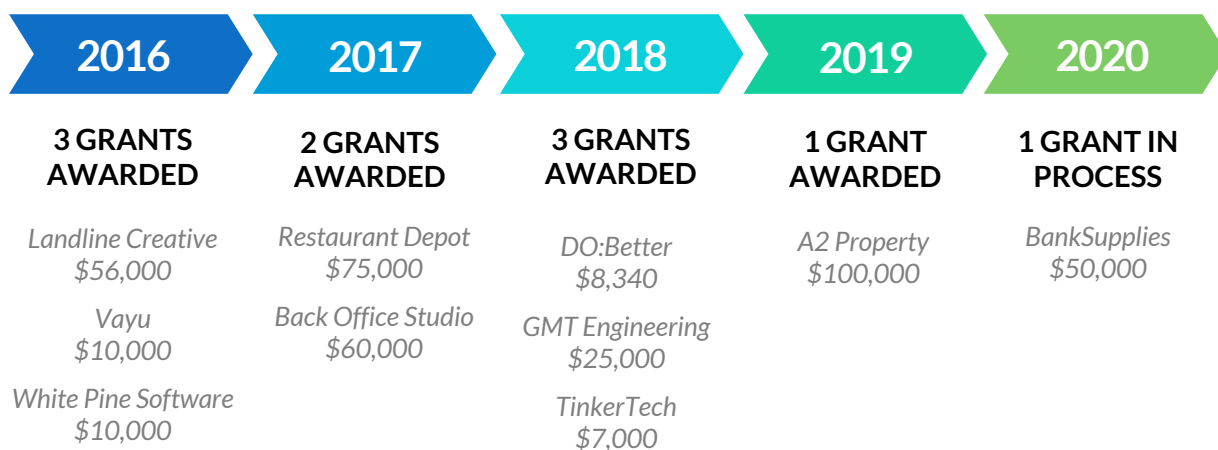 2016
2017
2018
2019
2020
3 GRANTS
AWARDED
2 GRANTS
AWARDED
3 GRANTS
AWARDED
1 GRANT
AWARDED
1 GRANT IN
PROCESS
Landline Creative
$56,000
Vayu
$10,000
White Pine Software
$10,000
Restaurant Depot
$75,000
Back Office Studio
$60,000
DO:Better
$8,340
GMT Engineering
$25,000
TinkerTech
$7,000
A2 Property
$100,000
BankSupplies
$50,000